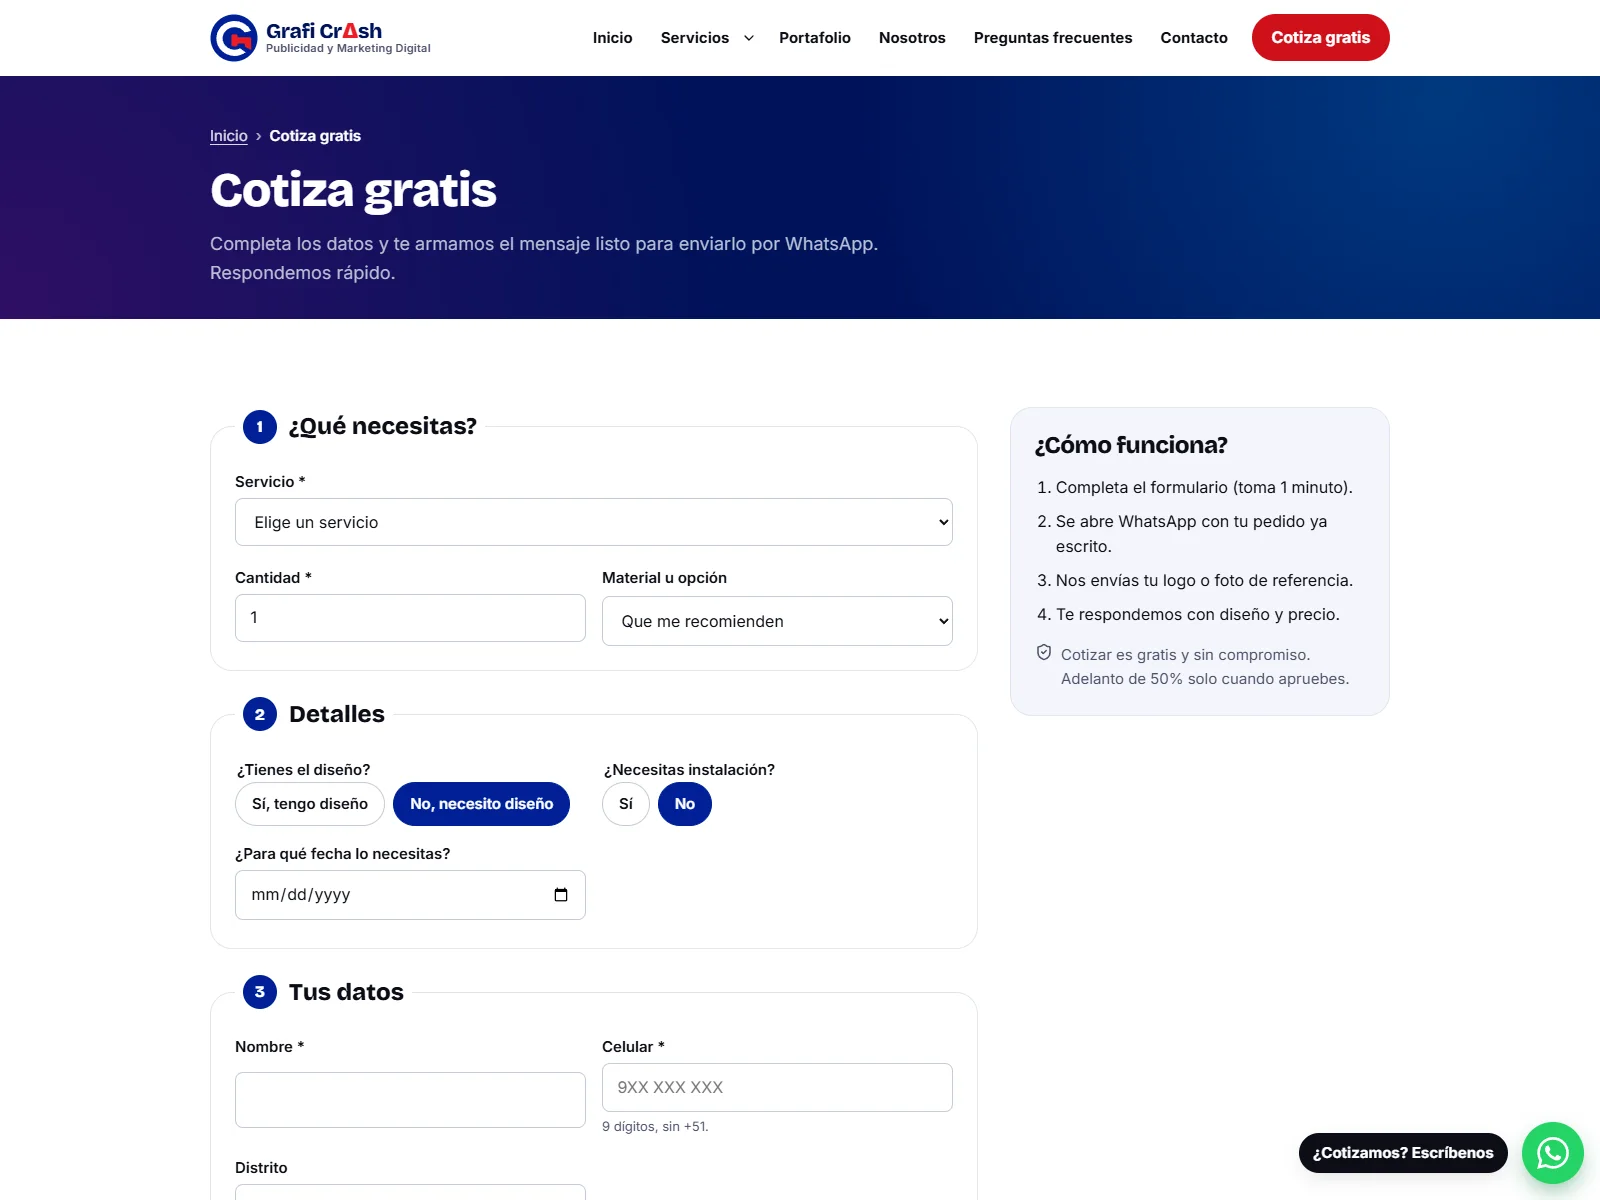 Grafi CrΔsh
Publicidad y Marketing Digital
Inicio
Servicios
Portafolio
Nosotros
Preguntas frecuentes
Contacto
Cotiza gratis
Inicio › Cotiza gratis
Cotiza gratis
Completa los datos y te armamos el mensaje listo para enviarlo por WhatsApp.
Respondemos rápido.
1 ¿Qué necesitas?
Servicio *
Elige un servicio
Cantidad *
1
Material u opción
Que me recomienden
2 Detalles
¿Tienes el diseño?
Sí, tengo diseño
No, necesito diseño
¿Necesitas instalación?
Sí
No
¿Para qué fecha lo necesitas?
mm/dd/yyyy
3 Tus datos
Nombre *
Celular *
9XX XXX XXX
9 dígitos, sin +51.
Distrito
¿Cómo funciona?
1. Completa el formulario (toma 1 minuto).
2. Se abre WhatsApp con tu pedido ya
escrito.
3. Nos envías tu logo o foto de referencia.
4. Te respondemos con diseño y precio.
Cotizar es gratis y sin compromiso.
Adelanto de 50% solo cuando apruebes.
¿Cotizamos? Escríbenos